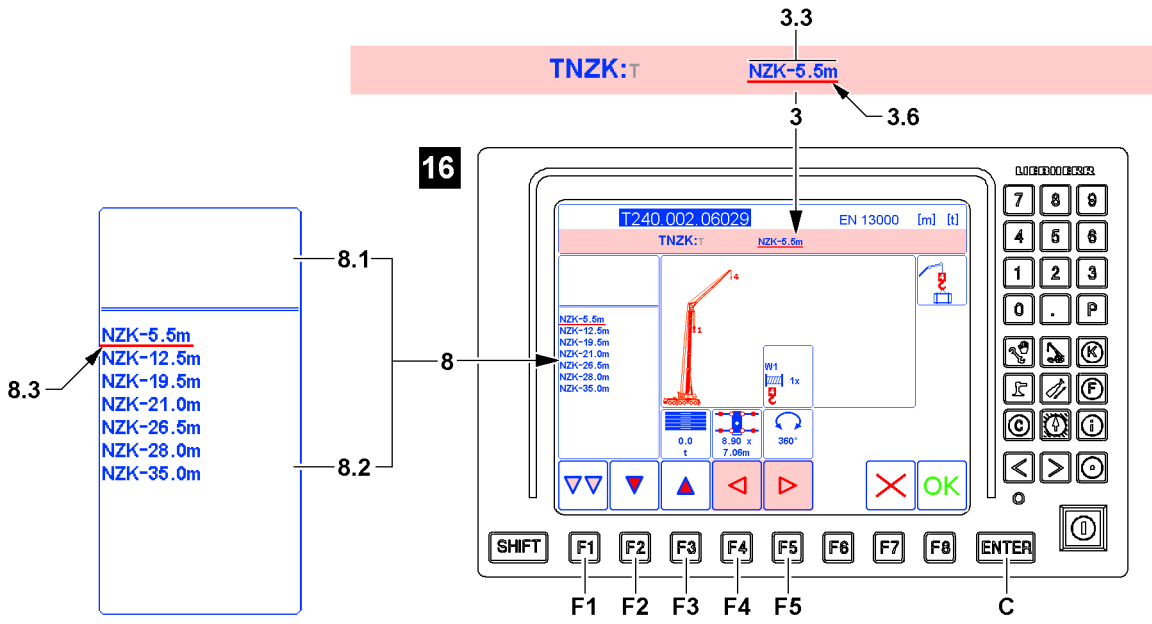 3.3
TNZK:T NZK-5.5m
3 3.6
16
LIEBHERR
T240.002.06029 EN 13000 [m] [t]
TNZK:T NZK-5.5m
4
1
W1
1x
NZK-5.5m
NZK-12.5m
NZK-19.5m
NZK-21.0m
NZK-26.5m
NZK-28.0m
NZK-35.0m
0.0
t
8.90 x
7.06m
360°
OK
7 8 9
4 5 6
1 2 3
0 . P
K
F
C i
SHIFT F1 F2 F3 F4 F5 F6 F7 F8 ENTER
F1 F2 F3 F4 F5 C
8.1
NZK-5.5m
NZK-12.5m
NZK-19.5m
NZK-21.0m
NZK-26.5m
NZK-28.0m
NZK-35.0m
8
8.3
8.2